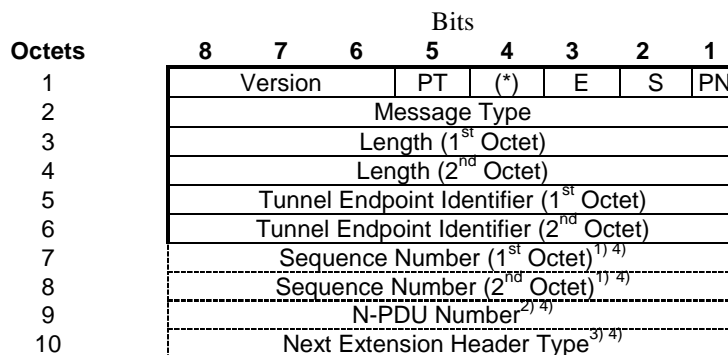 Bits
Octets 8 7 6 5 4 3 2 1
1 Version PT (*) E S PN
2 Message Type
3 Length (1st Octet)
4 Length (2nd Octet)
5 Tunnel Endpoint Identifier (1st Octet)
6 Tunnel Endpoint Identifier (2nd Octet)
7 Sequence Number (1st Octet)1) 4)
8 Sequence Number (2nd Octet)1) 4)
9 N-PDU Number2) 4)
10 Next Extension Header Type3) 4)